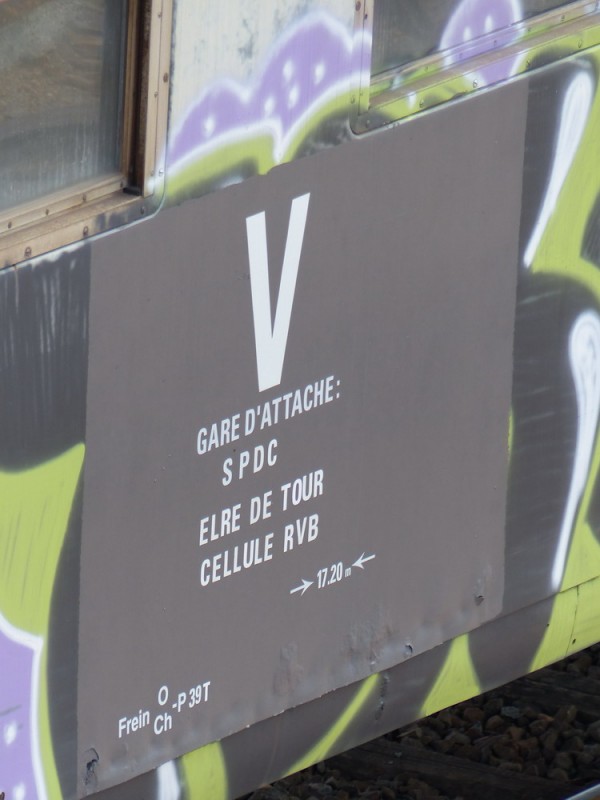 V
GARE D'ATTACHE:
SPDC
ELRE DE TOUR
CELLULE RVB
→ 17.20 m ←
Frein O
Ch -P 39T